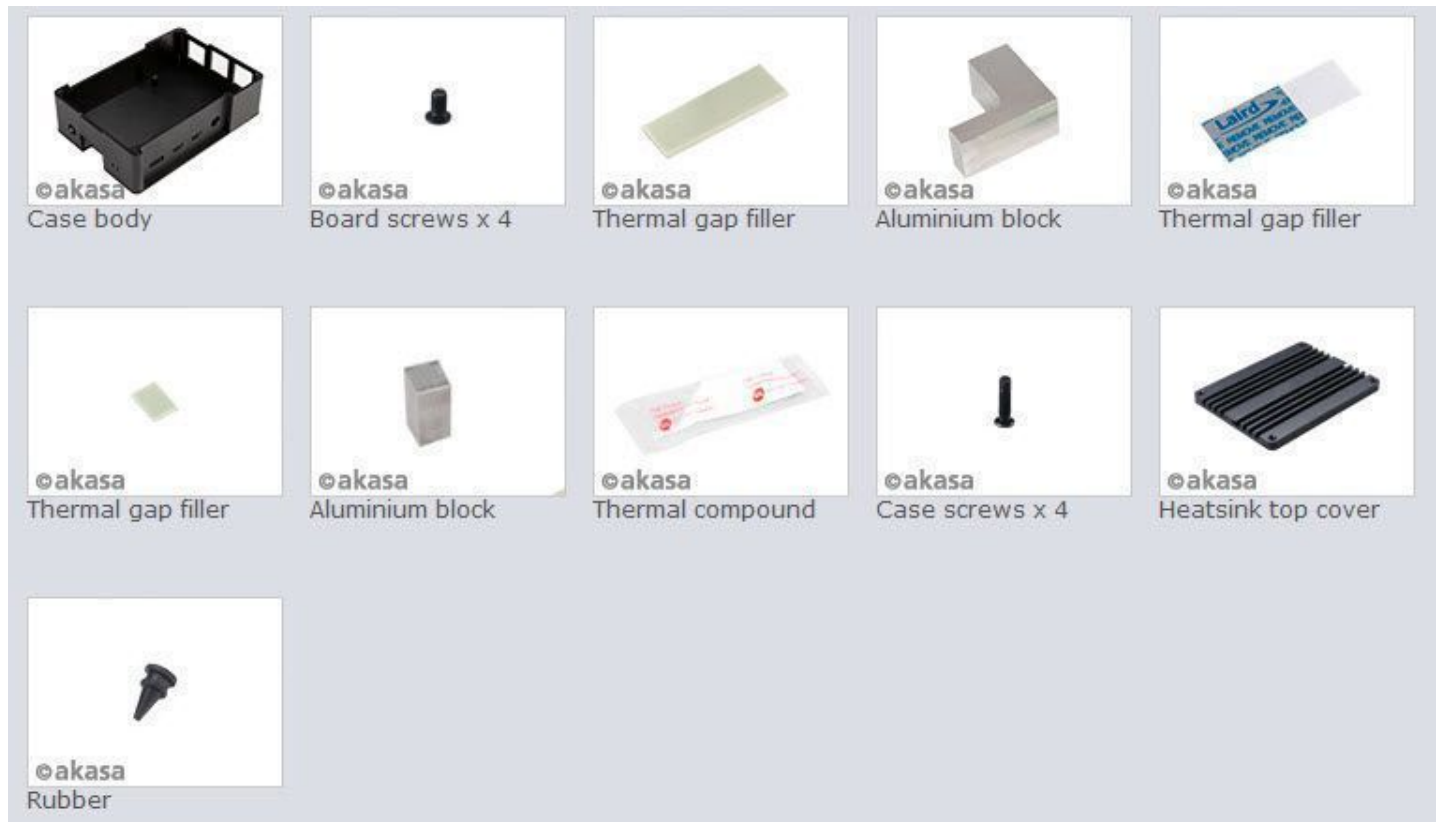 ©akasa
Case body
©akasa
Board screws x 4
©akasa
Thermal gap filler
©akasa
Aluminium block
Laird
REMOVE REMOVE
©akasa
Thermal gap filler
©akasa
Thermal gap filler
©akasa
Aluminium block
©akasa
Thermal compound
©akasa
Case screws x 4
©akasa
Heatsink top cover
©akasa
Rubber